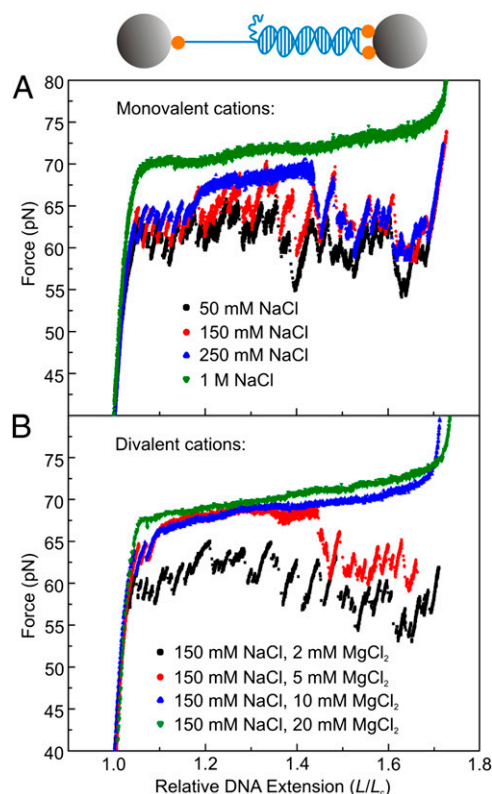 A
Monovalent cations:
80
75
70
65
60
55
50
45
Force (pN)
50 mM NaCl
150 mM NaCl
250 mM NaCl
1 M NaCl
B
Divalent cations:
75
70
65
60
55
50
45
40
Force (pN)
150 mM NaCl, 2 mM MgCl₂
150 mM NaCl, 5 mM MgCl₂
150 mM NaCl, 10 mM MgCl₂
150 mM NaCl, 20 mM MgCl₂
1.0 1.2 1.4 1.6 1.8
Relative DNA Extension (L/Lc)